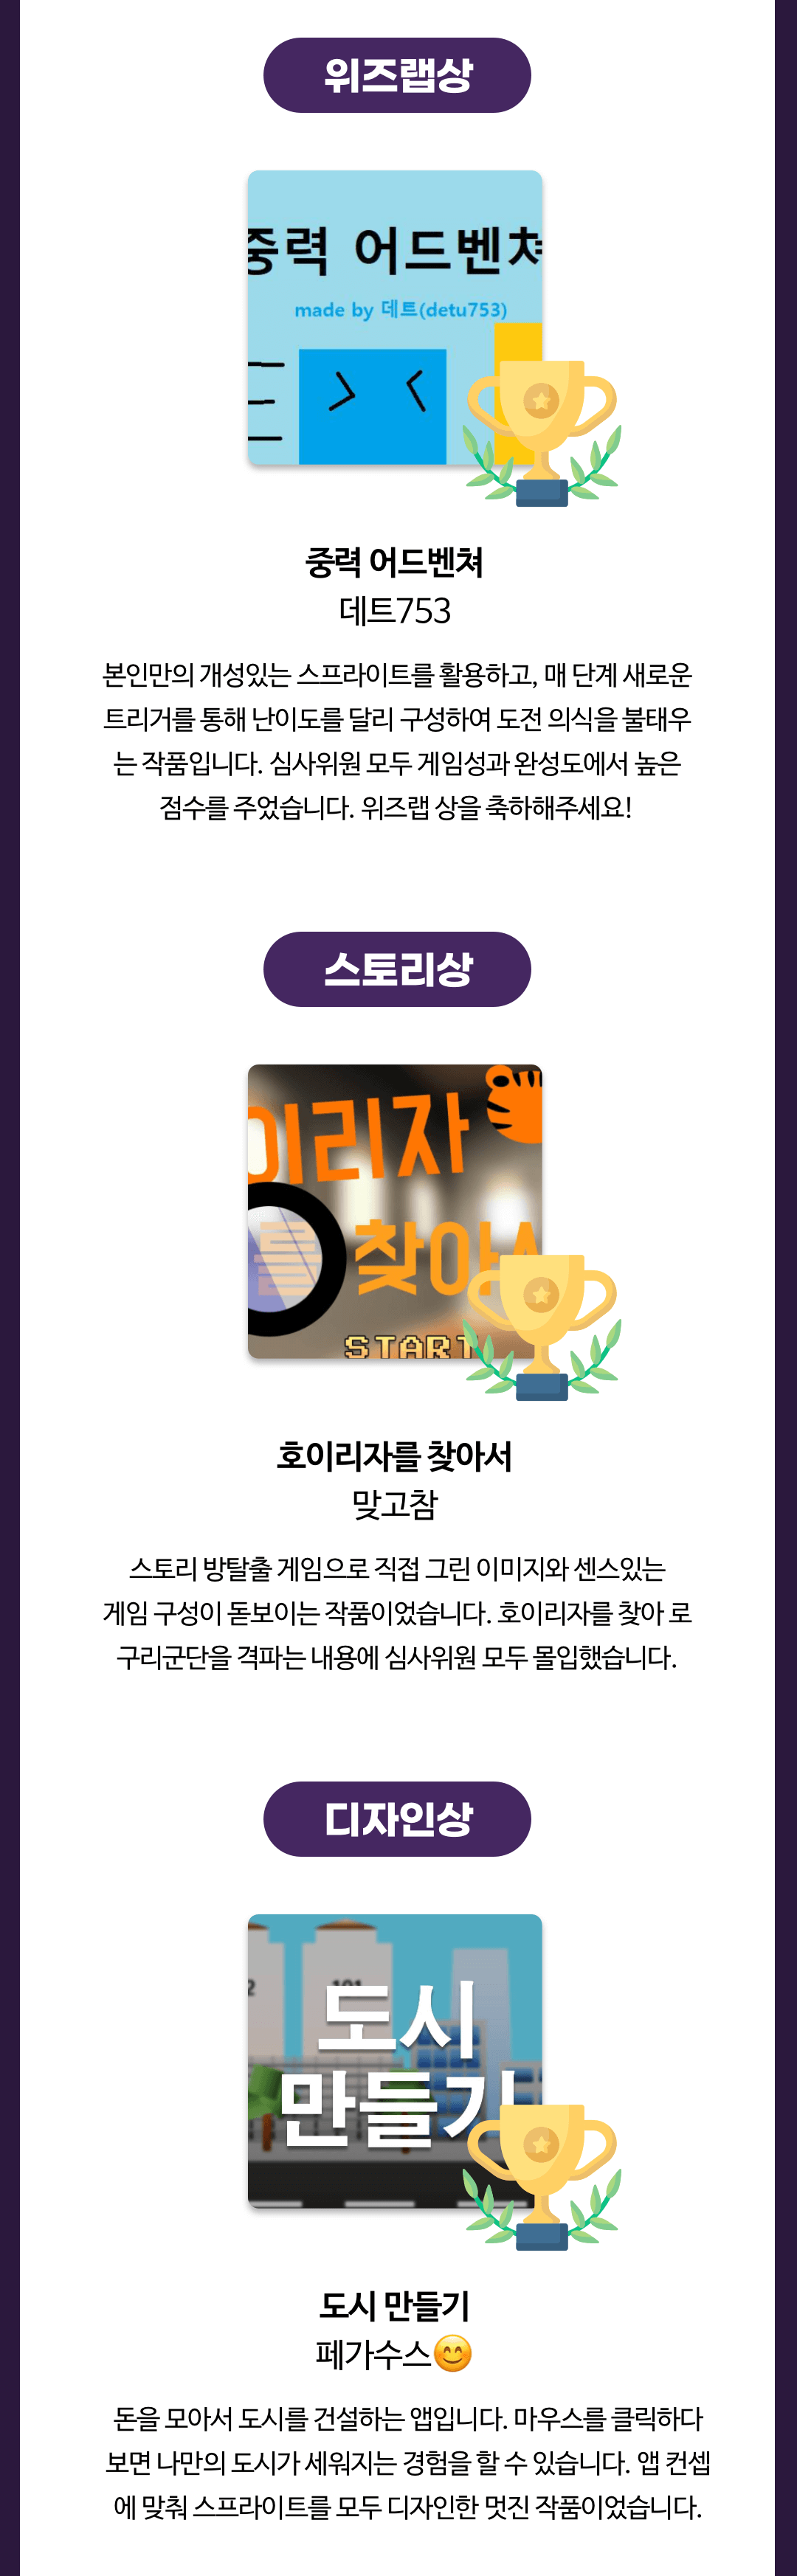 위즈랩상
중력 어드벤쳐
made by 데트(detu753)
중력 어드벤쳐
데트753
본인만의 개성있는 스프라이트를 활용하고, 매 단계 새로운
트리거를 통해 난이도를 달리 구성하여 도전 의식을 불태우
는 작품입니다. 심사위원 모두 게임성과 완성도에서 높은
점수를 주었습니다. 위즈랩 상을 축하해주세요!
스토리상
이리자
를 찾아
START
호이리자를 찾아서
맞고참
스토리 방탈출 게임으로 직접 그린 이미지와 센스있는
게임 구성이 돋보이는 작품이었습니다. 호이리자를 찾아 로
구리군단을 격파는 내용에 심사위원 모두 몰입했습니다.
디자인상
2
101
도시
만들기
도시 만들기
페가수스😊
돈을 모아서 도시를 건설하는 앱입니다. 마우스를 클릭하다
보면 나만의 도시가 세워지는 경험을 할 수 있습니다. 앱 컨셉
에 맞춰 스프라이트를 모두 디자인한 멋진 작품이었습니다.